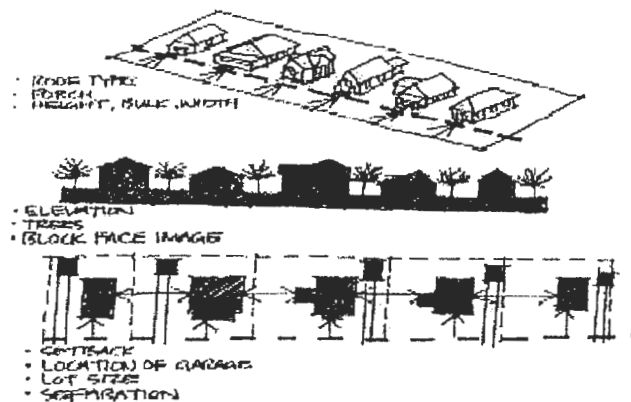 · ROOF TYPE
· PORCH
· HEIGHT, BULK, WIDTH
· ELEVATION
· TREES
· BLOCK FACE IMAGE
· SETBACK
· LOCATION OF GARAGE
· LOT SIZE
· SEPARATION